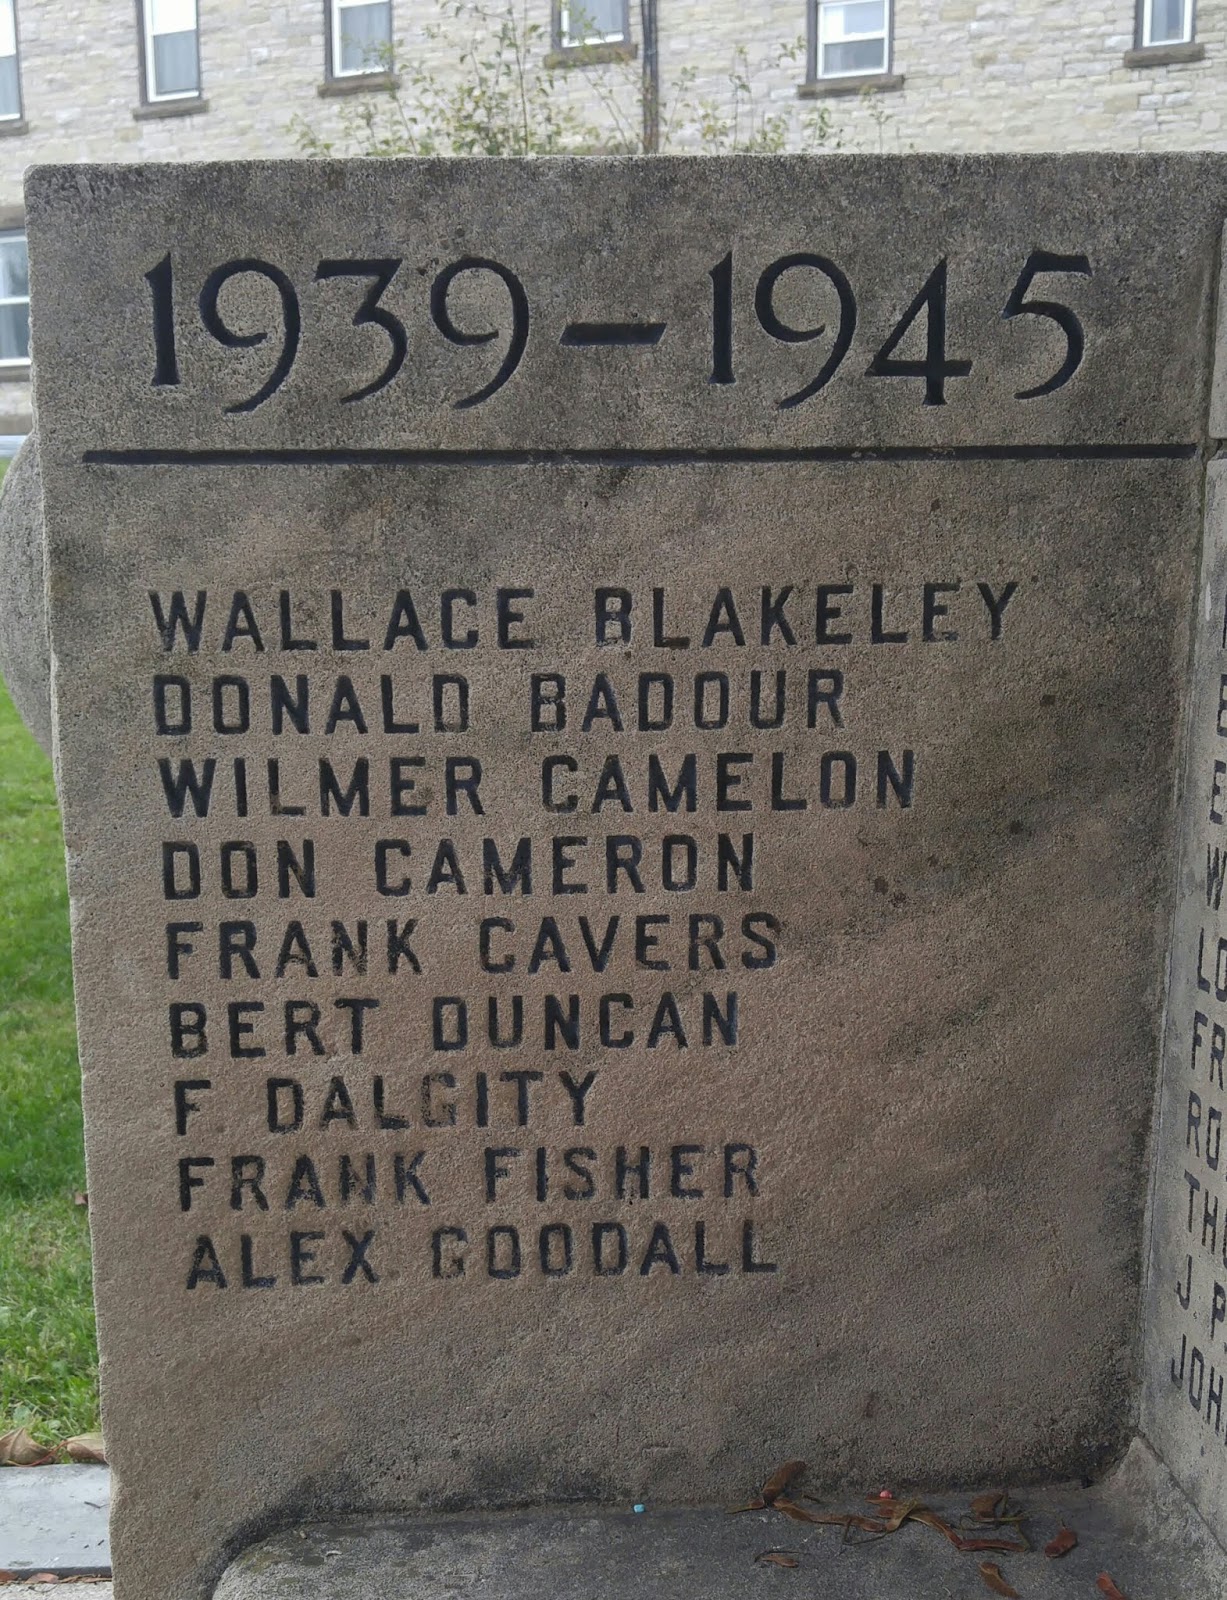 1939-1945
WALLACE BLAKELEY
DONALD BADOUR
WILMER CAMELON
DON CAMERON
FRANK CAVERS
BERT DUNCAN
F DALGITY
FRANK FISHER
ALEX GOODALL